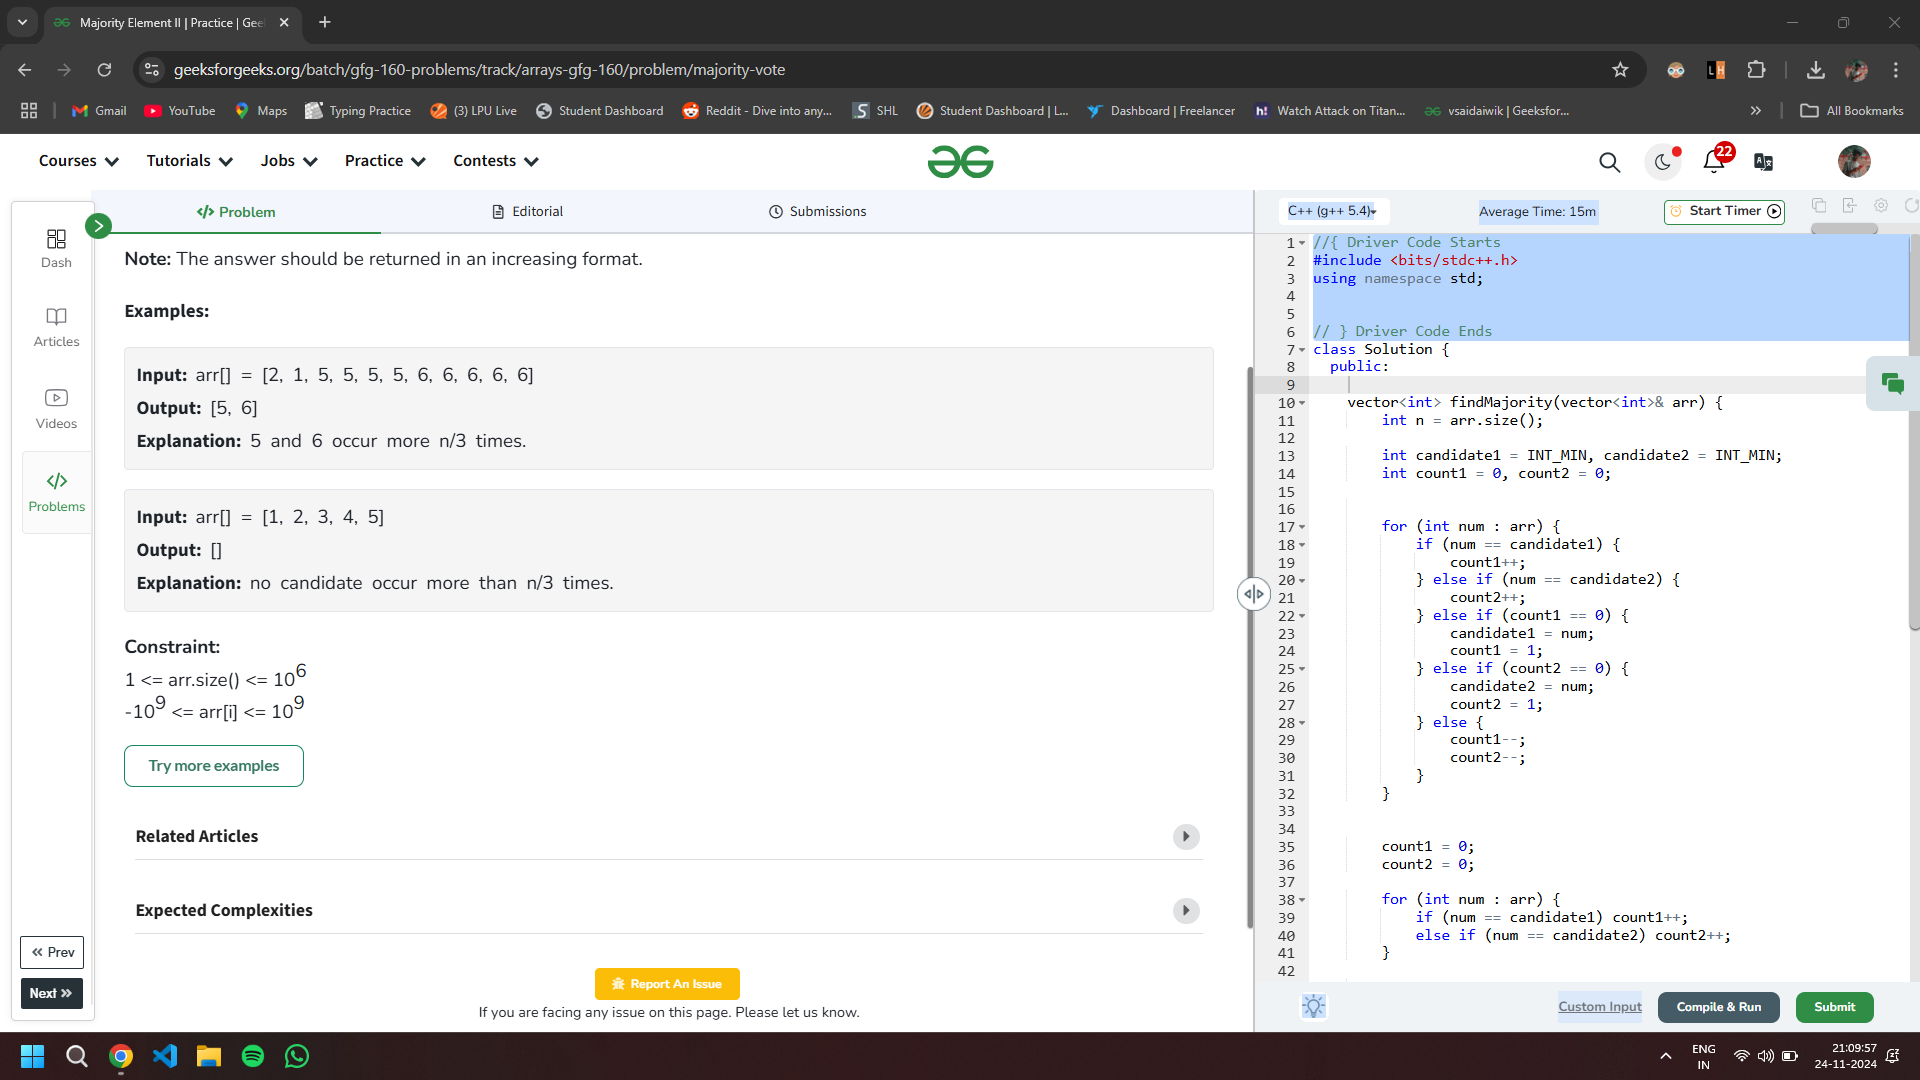 Majority Element II | Practice | Gee
geeksforgeeks.org/batch/gfg-160-problems/track/arrays-gfg-160/problem/majority-vote
Gmail
YouTube
Maps
Typing Practice
(3) LPU Live
Student Dashboard
Reddit - Dive into any...
SHL
Student Dashboard | L...
Dashboard | Freelancer
Watch Attack on Titan...
vsaidaiwik | Geeksfor...
All Bookmarks
Courses
Tutorials
Jobs
Practice
Contests
22
Dash
Articles
Videos
Problems
« Prev
Next »
Problem
Editorial
Submissions
Note: The answer should be returned in an increasing format.
Examples:
Input: arr[] = [2, 1, 5, 5, 5, 5, 6, 6, 6, 6, 6]
Output: [5, 6]
Explanation: 5 and 6 occur more n/3 times.
Input: arr[] = [1, 2, 3, 4, 5]
Output: []
Explanation: no candidate occur more than n/3 times.
Constraint:
1 <= arr.size() <= 10^6
-10^9 <= arr[i] <= 10^9
Try more examples
Related Articles
Expected Complexities
Report An Issue
If you are facing any issue on this page. Please let us know.
C++ (g++ 5.4)
Average Time: 15m
Start Timer
1 //{ Driver Code Starts
2 #include <bits/stdc++.h>
3 using namespace std;
4
5
6 // } Driver Code Ends
7 class Solution {
8 public:
9
10 vector<int> findMajority(vector<int>& arr) {
11 int n = arr.size();
12
13 int candidate1 = INT_MIN, candidate2 = INT_MIN;
14 int count1 = 0, count2 = 0;
15
16
17 for (int num : arr) {
18 if (num == candidate1) {
19 count1++;
20 } else if (num == candidate2) {
21 count2++;
22 } else if (count1 == 0) {
23 candidate1 = num;
24 count1 = 1;
25 } else if (count2 == 0) {
26 candidate2 = num;
27 count2 = 1;
28 } else {
29 count1--;
30 count2--;
31 }
32 }
33
34
35 count1 = 0;
36 count2 = 0;
37
38 for (int num : arr) {
39 if (num == candidate1) count1++;
40 else if (num == candidate2) count2++;
41 }
42
Custom Input
Compile & Run
Submit
ENG
IN
21:09:57
24-11-2024